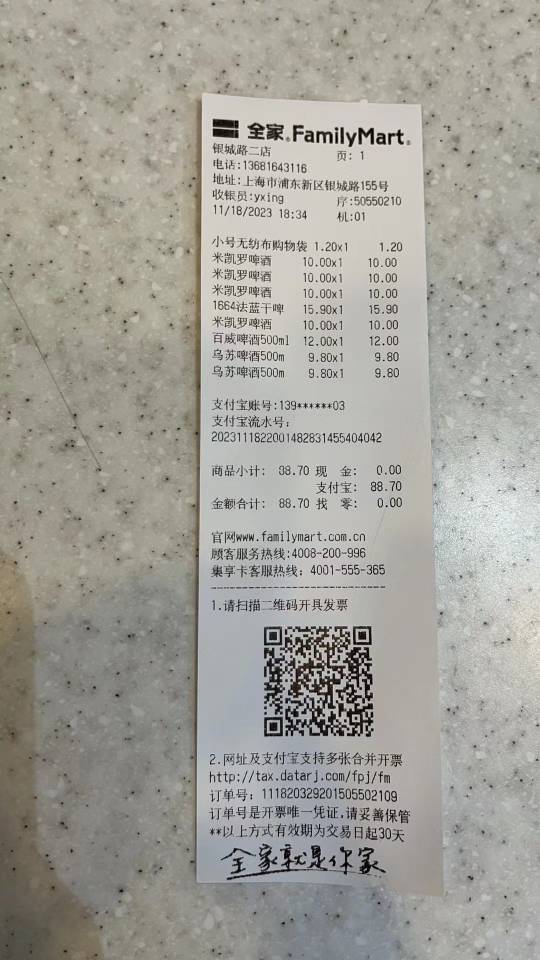 全家 FamilyMart
银城路二店 页: 1
电话:13681643116
地址:上海市浦东新区银城路155号
收银员:yxing 序:50550210
11/18/2023 18:34 机:01
小号无纺布购物袋 1.20x1 1.20
米凯罗啤酒 10.00x1 10.00
米凯罗啤酒 10.00x1 10.00
米凯罗啤酒 10.00x1 10.00
1664法蓝干啤 15.90x1 15.90
米凯罗啤酒 10.00x1 10.00
百威啤酒500ml 12.00x1 12.00
乌苏啤酒500m 9.80x1 9.80
乌苏啤酒500m 9.80x1 9.80
支付宝账号:139******03
支付宝流水号:
2023111822001482831455404042
商品小计: 88.70 现 金: 0.00
支付宝: 88.70
金额合计: 88.70 找 零: 0.00
官网www.familymart.com.cn
顾客服务热线:4008-200-996
集享卡客服热线: 4001-555-365
1.请扫描二维码开具发票
2.网址及支付宝支持多张合并开票
http://tax.datarj.com/fpj/fm
订单号: 111820329201505502109
订单号是开票唯一凭证,请妥善保管
**以上方式有效期为交易日起30天
全家就是你家